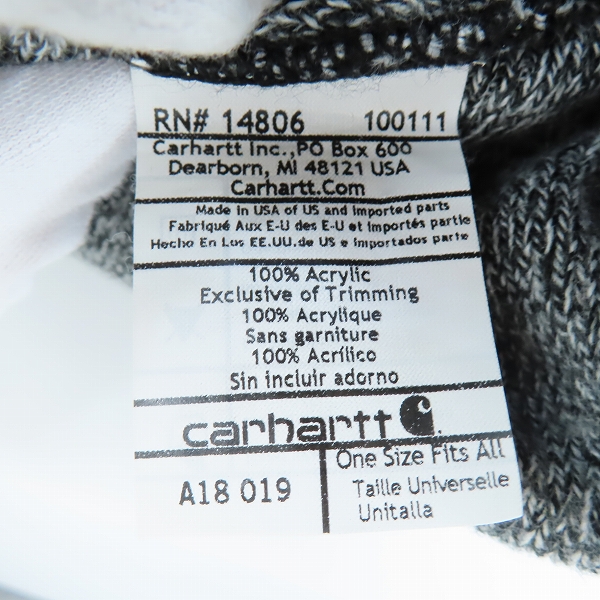 RN# 14806 100111
Carhartt Inc.,PO Box 600
Dearborn, MI 48121 USA
Carhartt.Com
Made in USA of US and imported parts
Fabriqué Aux E-U des E-U et importés partie
Hecho En Los EE.UU.de US e importados parte
100% Acrylic
Exclusive of Trimming
100% Acrylique
Sans garniture
100% Acrílico
Sin incluir adorno
carhartt
A18 019
One Size Fits All
Taille Universelle
Unitalla